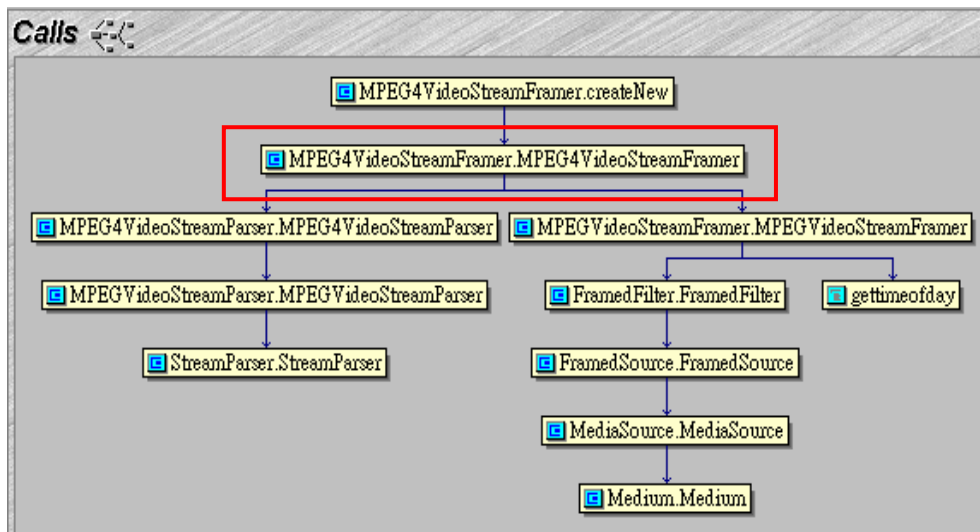 Calls
MPEG4VideoStreamFramer.createNew
MPEG4VideoStreamFramer.MPEG4VideoStreamFramer
MPEG4VideoStreamParser.MPEG4VideoStreamParser
MPEGVideoStreamFramer.MPEGVideoStreamFramer
MPEGVideoStreamParser.MPEGVideoStreamParser
FramedFilter.FramedFilter
gettimeofday
StreamParser.StreamParser
FramedSource.FramedSource
MediaSource.MediaSource
Medium.Medium